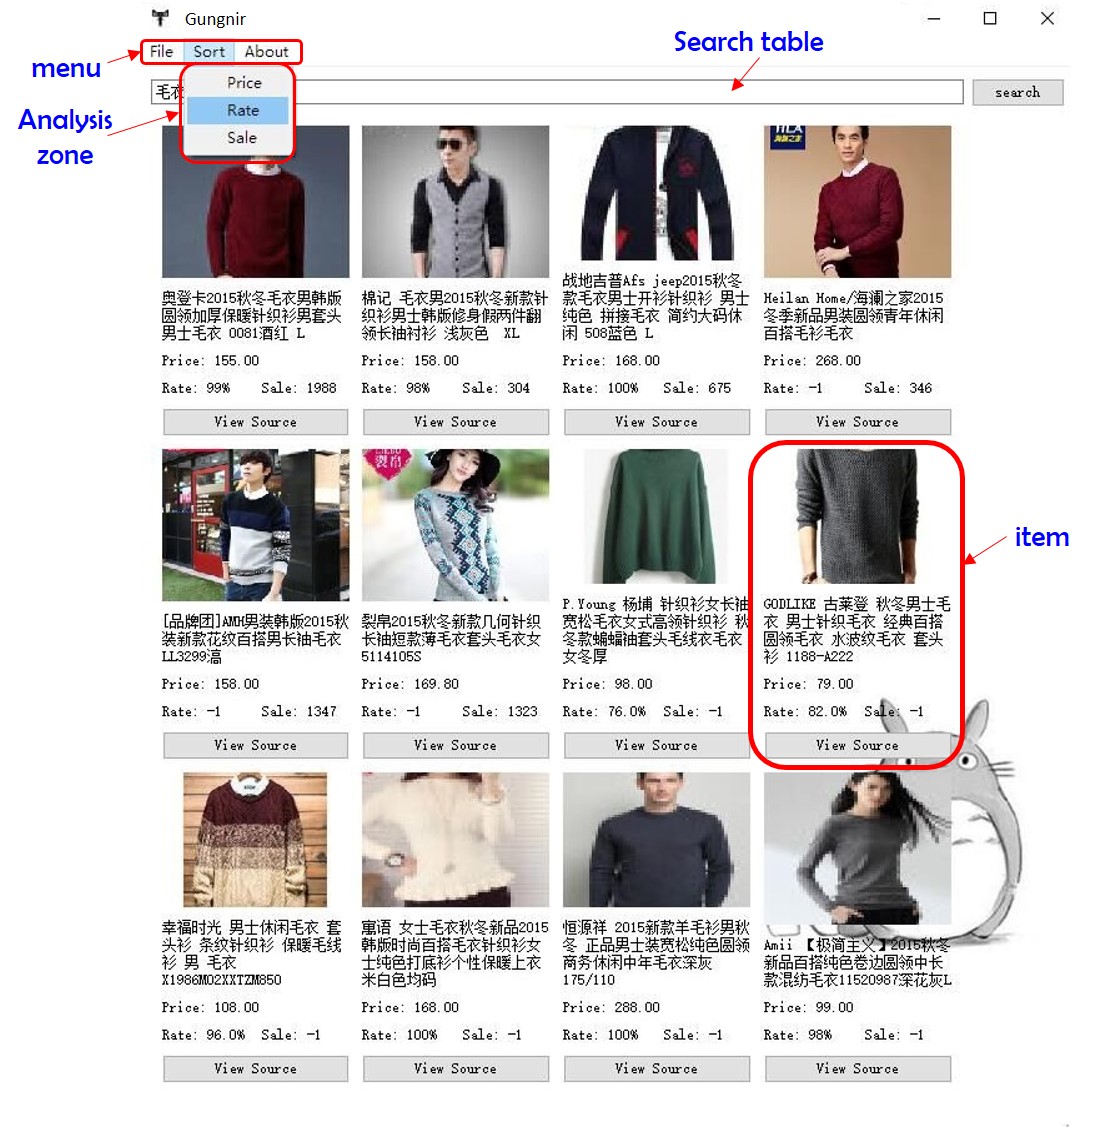 Gungnir
File Sort About
menu
Search table
毛衣
search
Price
Rate
Sale
Analysis
zone
奥登卡2015秋冬毛衣男韩版
圆领加厚保暖针织衫男套头
男士毛衣 0081酒红 L
Price: 155.00
Rate: 99% Sale: 1988
View Source
棉记 毛衣男2015秋冬新款针
织衫男士韩版修身假两件翻
领长袖衬衫 浅灰色 XL
Price: 158.00
Rate: 98% Sale: 304
View Source
战地吉普Afs jeep2015秋冬
款毛衣男士开衫针织衫 男士
纯色 拼接毛衣 简约大码休
闲 508蓝色 L
Price: 168.00
Rate: 100% Sale: 675
View Source
海澜之家
Heilan Home/海澜之家2015
冬季新品男装圆领青年休闲
百搭毛衫毛衣
Price: 268.00
Rate: -1 Sale: 346
View Source
[品牌团]AMH男装韩版2015秋
装新款花纹百搭男长袖毛衣
LL3299滈
Price: 158.00
Rate: -1 Sale: 1347
View Source
裂帛
裂帛2015秋冬新款几何针织
长袖短款薄毛衣套头毛衣女
5114105S
Price: 169.80
Rate: -1 Sale: 1323
View Source
P.Young 杨埔 针织衫女长袖
宽松毛衣女式高领针织衫 秋
冬款蝙蝠袖套头毛线衣毛衣
女冬厚
Price: 98.00
Rate: 76.0% Sale: -1
View Source
GODLIKE 古莱登 秋冬男士毛
衣 男士针织毛衣 经典百搭
圆领毛衣 水波纹毛衣 套头
衫 1188-A222
Price: 79.00
Rate: 82.0% Sale: -1
View Source
item
幸福时光 男士休闲毛衣 套
头衫 条纹针织衫 保暖毛线
衫 男 毛衣
X1986M02XXTZM850
Price: 108.00
Rate: 96.0% Sale: -1
View Source
寓语 女士毛衣秋冬新品2015
韩版时尚百搭毛衣针织衫女
士纯色打底衫个性保暖上衣
米白色均码
Price: 168.00
Rate: 100% Sale: -1
View Source
恒源祥 2015新款羊毛衫男秋
冬 正品男士装宽松纯色圆领
商务休闲中年毛衣深灰
175/110
Price: 288.00
Rate: 100% Sale: -1
View Source
Amii 【极简主义】2015秋冬
新品百搭纯色卷边圆领中长
款混纺毛衣11520987深花灰L
Price: 99.00
Rate: 98% Sale: -1
View Source